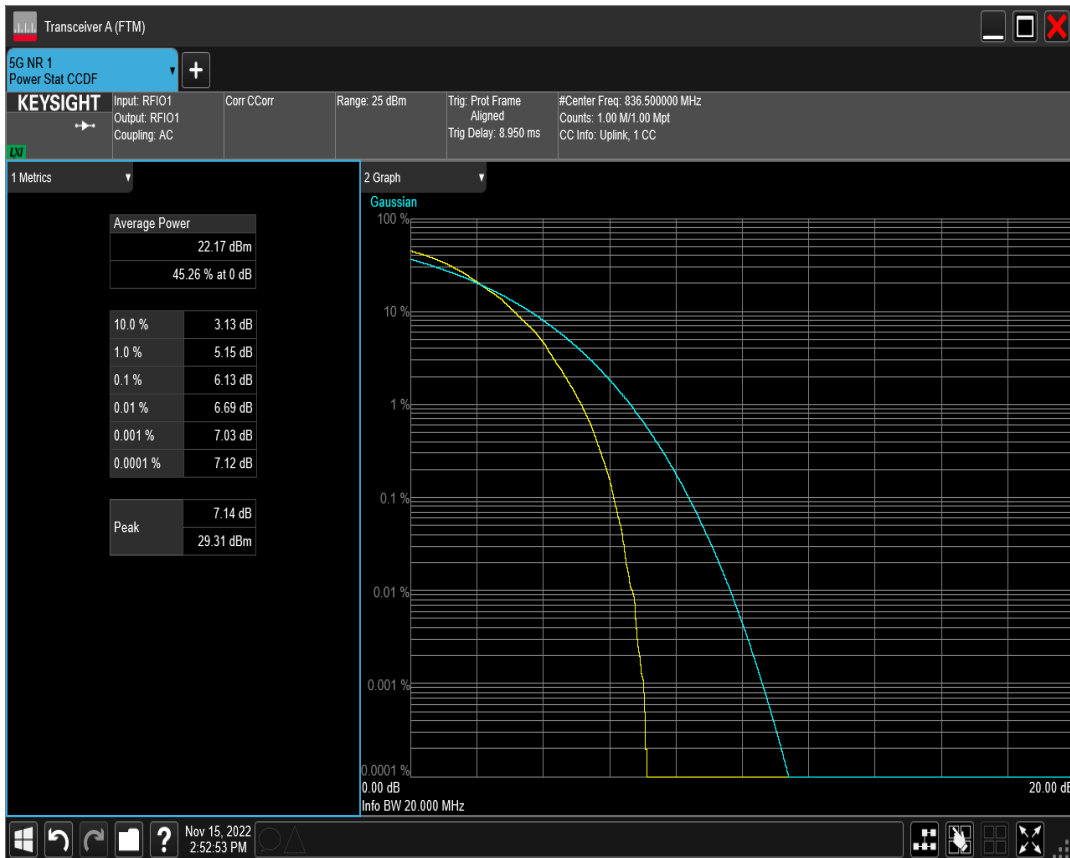 Transceiver A (FTM)
5G NR 1
Power Stat CCDF
+
KEYSIGHT
LXI
Input: RFIO1
Output: RFIO1
Coupling: AC
Corr CCorr
Range: 25 dBm
Trig: Prot Frame
Aligned
Trig Delay: 8.950 ms
#Center Freq: 836.500000 MHz
Counts: 1.00 M/1.00 Mpt
CC Info: Uplink, 1 CC
1 Metrics
Average Power
22.17 dBm
45.26 % at 0 dB
10.0 % 3.13 dB
1.0 % 5.15 dB
0.1 % 6.13 dB
0.01 % 6.69 dB
0.001 % 7.03 dB
0.0001 % 7.12 dB
Peak
7.14 dB
29.31 dBm
2 Graph
Gaussian
100 %
10 %
1 %
0.1 %
0.01 %
0.001 %
0.0001 %
0.00 dB 20.00 dB
Info BW 20.000 MHz
?
Nov 15, 2022
2:52:53 PM